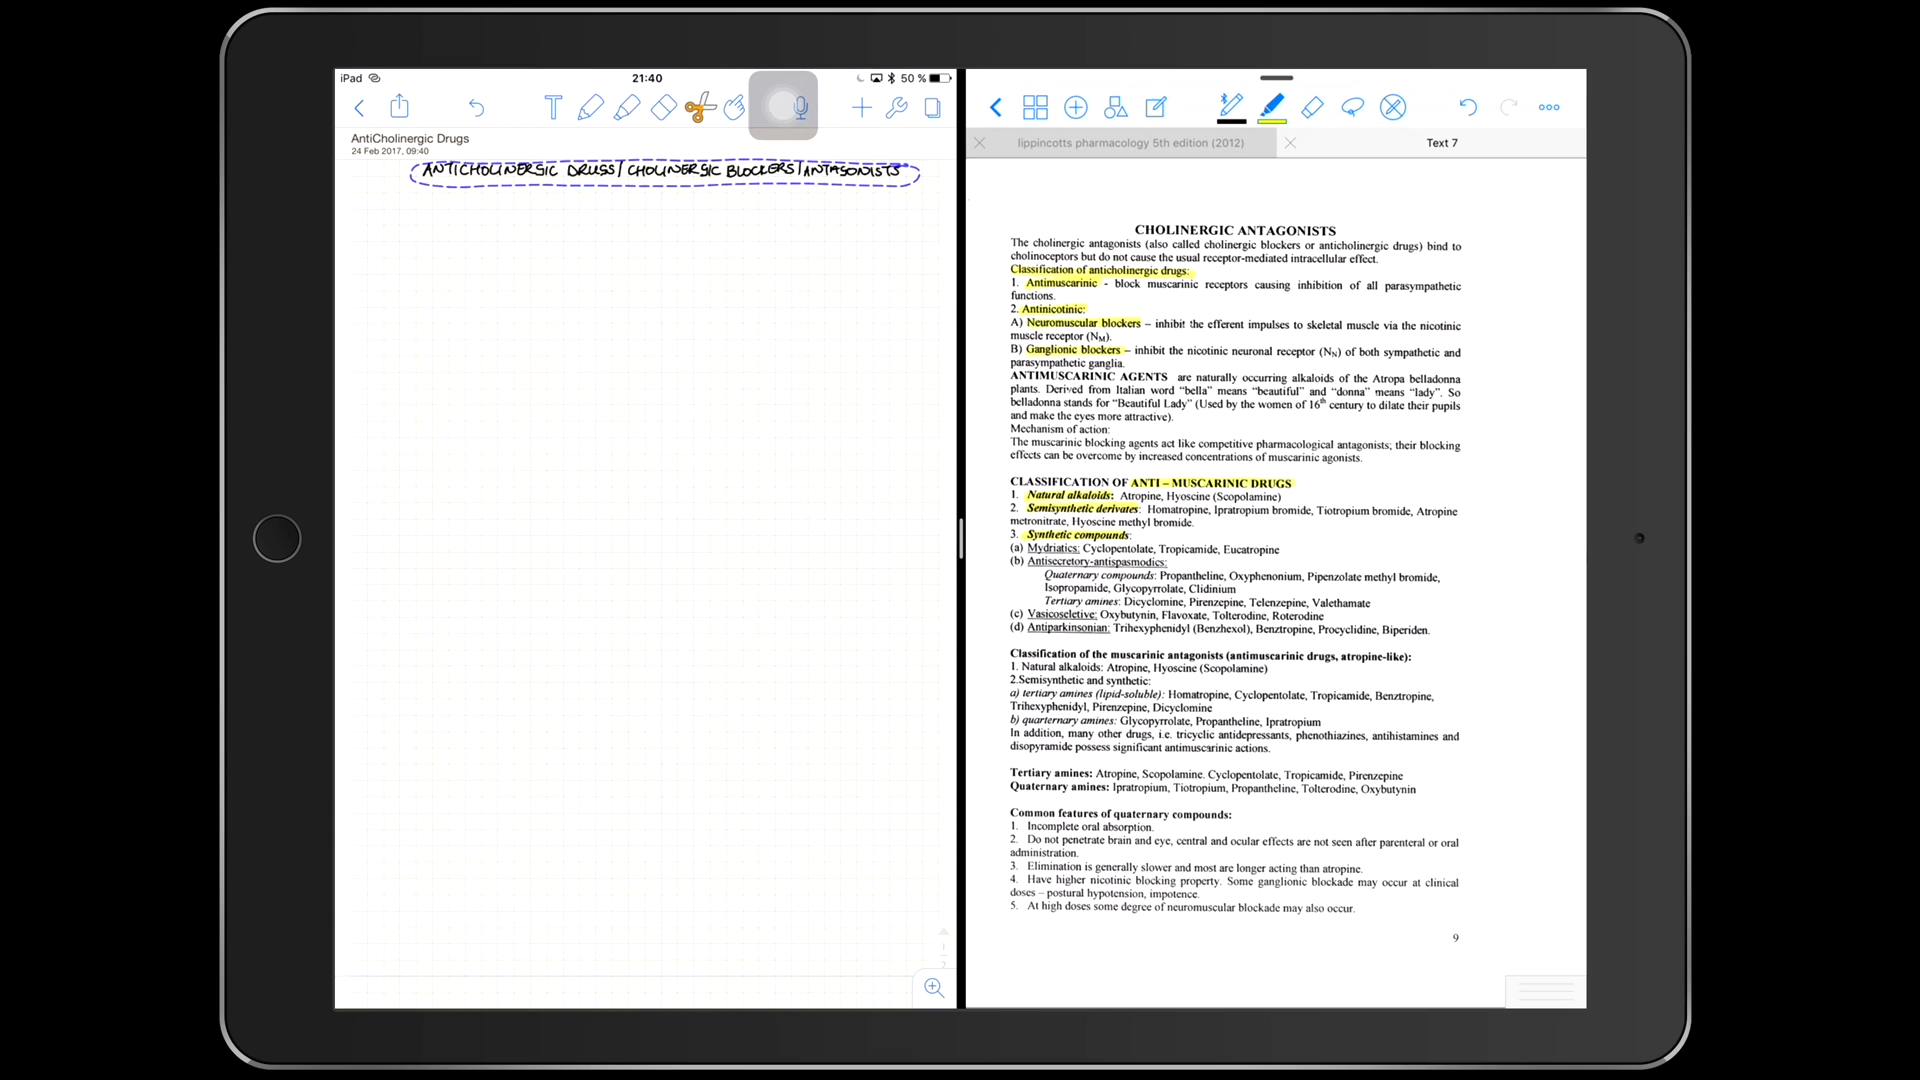 iPad
21:40
50 %
AntiCholinergic Drugs
24 Feb 2017, 09:40
ANTICHOLINERGIC DRUGS/ CHOLINERGIC BLOCKERS/ANTAGONISTS
1
2
lippincotts pharmacology 5th edition (2012)
Text 7
CHOLINERGIC ANTAGONISTS
The cholinergic antagonists (also called cholinergic blockers or anticholinergic drugs) bind to
cholinoceptors but do not cause the usual receptor-mediated intracellular effect.
Classification of anticholinergic drugs:
1. Antimuscarinic - block muscarinic receptors causing inhibition of all parasympathetic
functions.
2. Antinicotinic:
A) Neuromuscular blockers – inhibit the efferent impulses to skeletal muscle via the nicotinic
muscle receptor (NM).
B) Ganglionic blockers – inhibit the nicotinic neuronal receptor (NN) of both sympathetic and
parasympathetic ganglia.
ANTIMUSCARINIC AGENTS are naturally occurring alkaloids of the Atropa belladonna
plants. Derived from Italian word “bella” means “beautiful” and “donna” means “lady”. So
belladonna stands for “Beautiful Lady” (Used by the women of 16th century to dilate their pupils
and make the eyes more attractive).
Mechanism of action:
The muscarinic blocking agents act like competitive pharmacological antagonists; their blocking
effects can be overcome by increased concentrations of muscarinic agonists.
CLASSIFICATION OF ANTI – MUSCARINIC DRUGS
1. Natural alkaloids: Atropine, Hyoscine (Scopolamine)
2. Semisynthetic derivates: Homatropine, Ipratropium bromide, Tiotropium bromide, Atropine
metronitrate, Hyoscine methyl bromide.
3. Synthetic compounds:
(a) Mydriatics: Cyclopentolate, Tropicamide, Eucatropine
(b) Antisecretory-antispasmodics:
Quaternary compounds: Propantheline, Oxyphenonium, Pipenzolate methyl bromide,
Isopropamide, Glycopyrrolate, Clidinium
Tertiary amines: Dicyclomine, Pirenzepine, Telenzepine, Valethamate
(c) Vasicoseletive: Oxybutynin, Flavoxate, Tolterodine, Roterodine
(d) Antiparkinsonian: Trihexyphenidyl (Benzhexol), Benztropine, Procyclidine, Biperiden.
Classification of the muscarinic antagonists (antimuscarinic drugs, atropine-like):
1. Natural alkaloids: Atropine, Hyoscine (Scopolamine)
2.Semisynthetic and synthetic:
a) tertiary amines (lipid-soluble): Homatropine, Cyclopentolate, Tropicamide, Benztropine,
Trihexyphenidyl, Pirenzepine, Dicyclomine
b) quarternary amines: Glycopyrrolate, Propantheline, Ipratropium
In addition, many other drugs, i.e. tricyclic antidepressants, phenothiazines, antihistamines and
disopyramide possess significant antimuscarinic actions.
Tertiary amines: Atropine, Scopolamine. Cyclopentolate, Tropicamide, Pirenzepine
Quaternary amines: Ipratropium, Tiotropium, Propantheline, Tolterodine, Oxybutynin
Common features of quaternary compounds:
1. Incomplete oral absorption.
2. Do not penetrate brain and eye, central and ocular effects are not seen after parenteral or oral
administration.
3. Elimination is generally slower and most are longer acting than atropine.
4. Have higher nicotinic blocking property. Some ganglionic blockade may occur at clinical
doses – postural hypotension, impotence.
5. At high doses some degree of neuromuscular blockade may also occur.
9